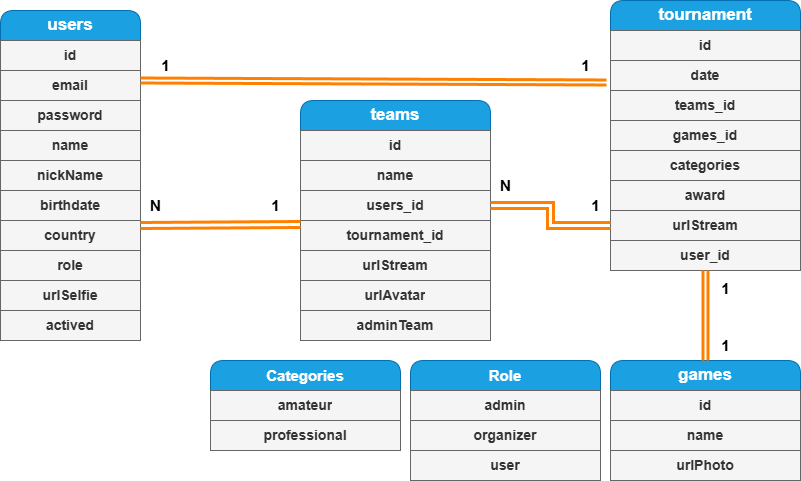 users
id
email
password
name
nickName
birthdate
country
role
urlSelfie
actived
1
1
N
1
teams
id
name
users_id
tournament_id
urlStream
urlAvatar
adminTeam
N
1
tournament
id
date
teams_id
games_id
categories
award
urlStream
user_id
1
1
Categories
amateur
professional
Role
admin
organizer
user
games
id
name
urlPhoto